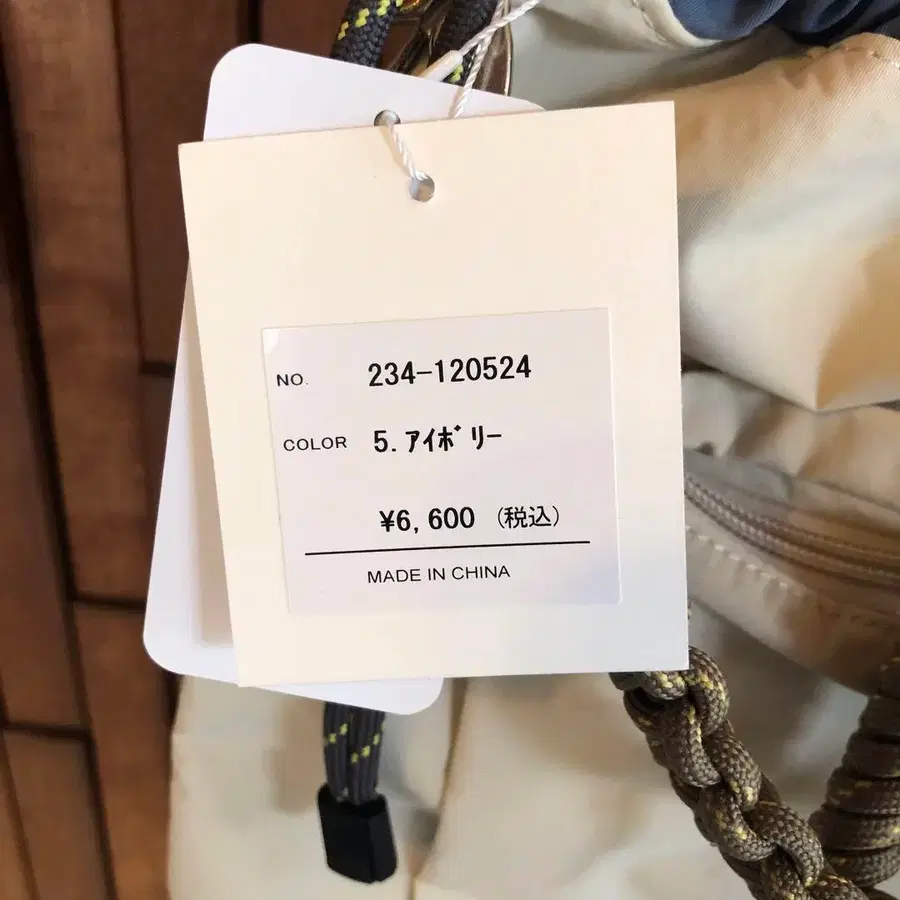 NO. 234-120524
COLOR 5.ｱｲﾎﾞﾘｰ
¥6,600 (税込)
MADE IN CHINA